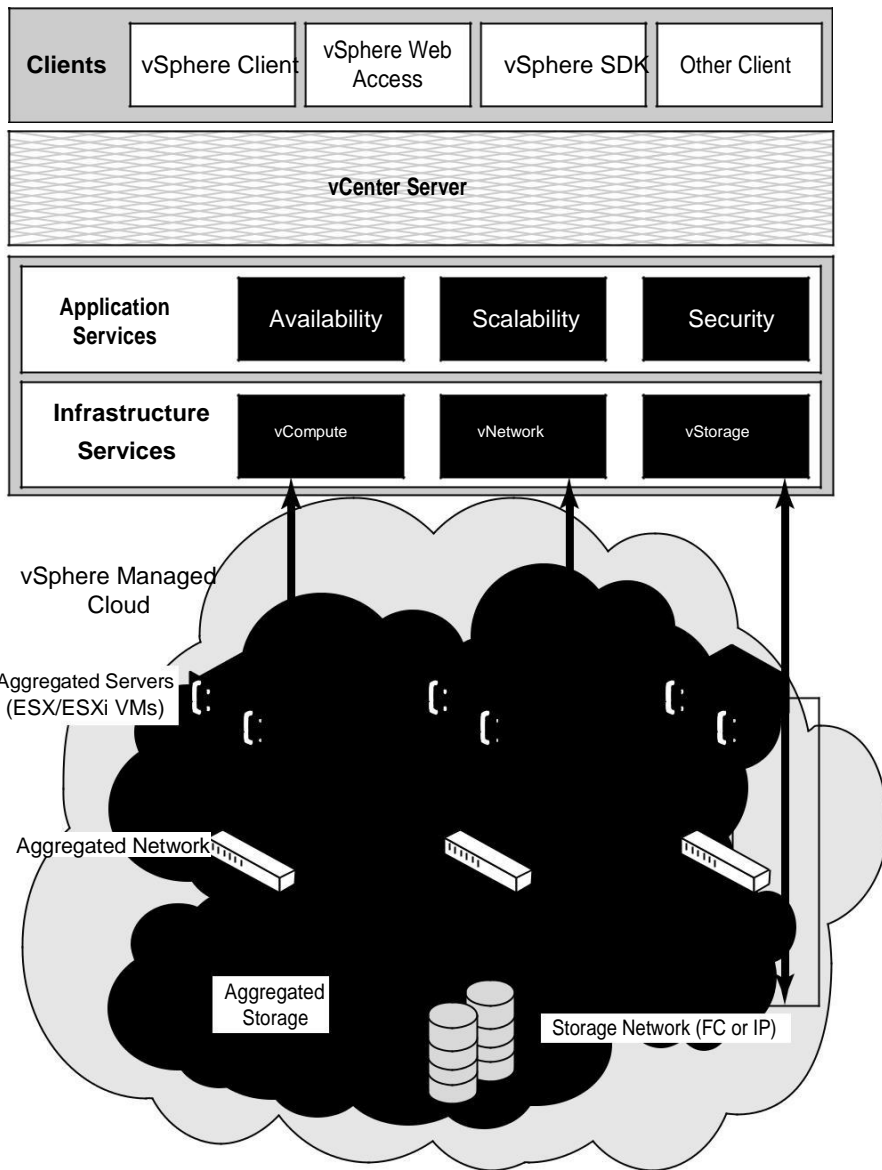 Clients
vSphere Client
vSphere Web
Access
vSphere SDK
Other Client
vCenter Server
Application
Services
Availability
Scalability
Security
Infrastructure
Services
vCompute
vNetwork
vStorage
vSphere Managed
Cloud
Aggregated Servers
(ESX/ESXi VMs)
Aggregated Network
Aggregated
Storage
Storage Network (FC or IP)